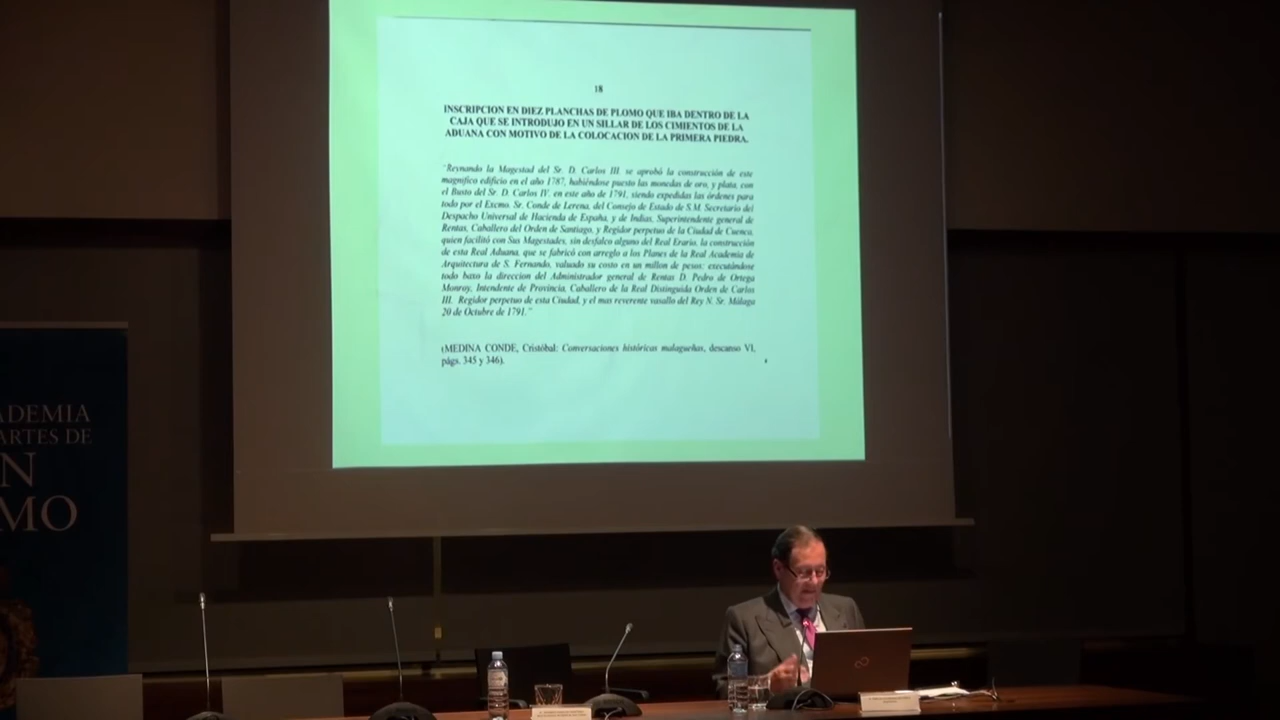 18
INSCRIPCION EN DIEZ PLANCHAS DE PLOMO QUE IBA DENTRO DE LA
CAJA QUE SE INTRODUJO EN UN SILLAR DE LOS CIMIENTOS DE LA
ADUANA CON MOTIVO DE LA COLOCACION DE LA PRIMERA PIEDRA.
"Reynando la Magestad del Sr. D. Carlos III, se aprobó la construcción de este
magnífico edificio en el año 1787, habiéndose puesto las monedas de oro, y plata, con
el Busto del Sr. D. Carlos IV, en este año de 1791, siendo expedidas las órdenes para
todo por el Excmo. Sr. Conde de Lerena, del Consejo de Estado de S.M. Secretario del
Despacho Universal de Hacienda de España, y de Indias, Superintendente general de
Rentas, Caballero del Orden de Santiago, y Regidor perpetuo de la Ciudad de Cuenca,
quien facilitó con Sus Magestades, sin desfalco alguno del Real Erario, la construcción
de esta Real Aduana, que se fabricó con arreglo a los Planes de la Real Academia de
Arquitectura de S. Fernando, valuado su costo en un millon de pesos; executándose
todo baxo la direccion del Administrador general de Rentas D. Pedro de Ortega
Monroy, Intendente de Provincia, Caballero de la Real Distinguida Orden de Carlos
III. Regidor perpetuo de esta Ciudad, y el mas reverente vasallo del Rey N. Sr. Málaga
20 de Octubre de 1791."
(MEDINA CONDE, Cristóbal: Conversaciones históricas malagueñas, descanso VI,
págs. 345 y 346).
ADEMIA
ARTES DE
N
MO